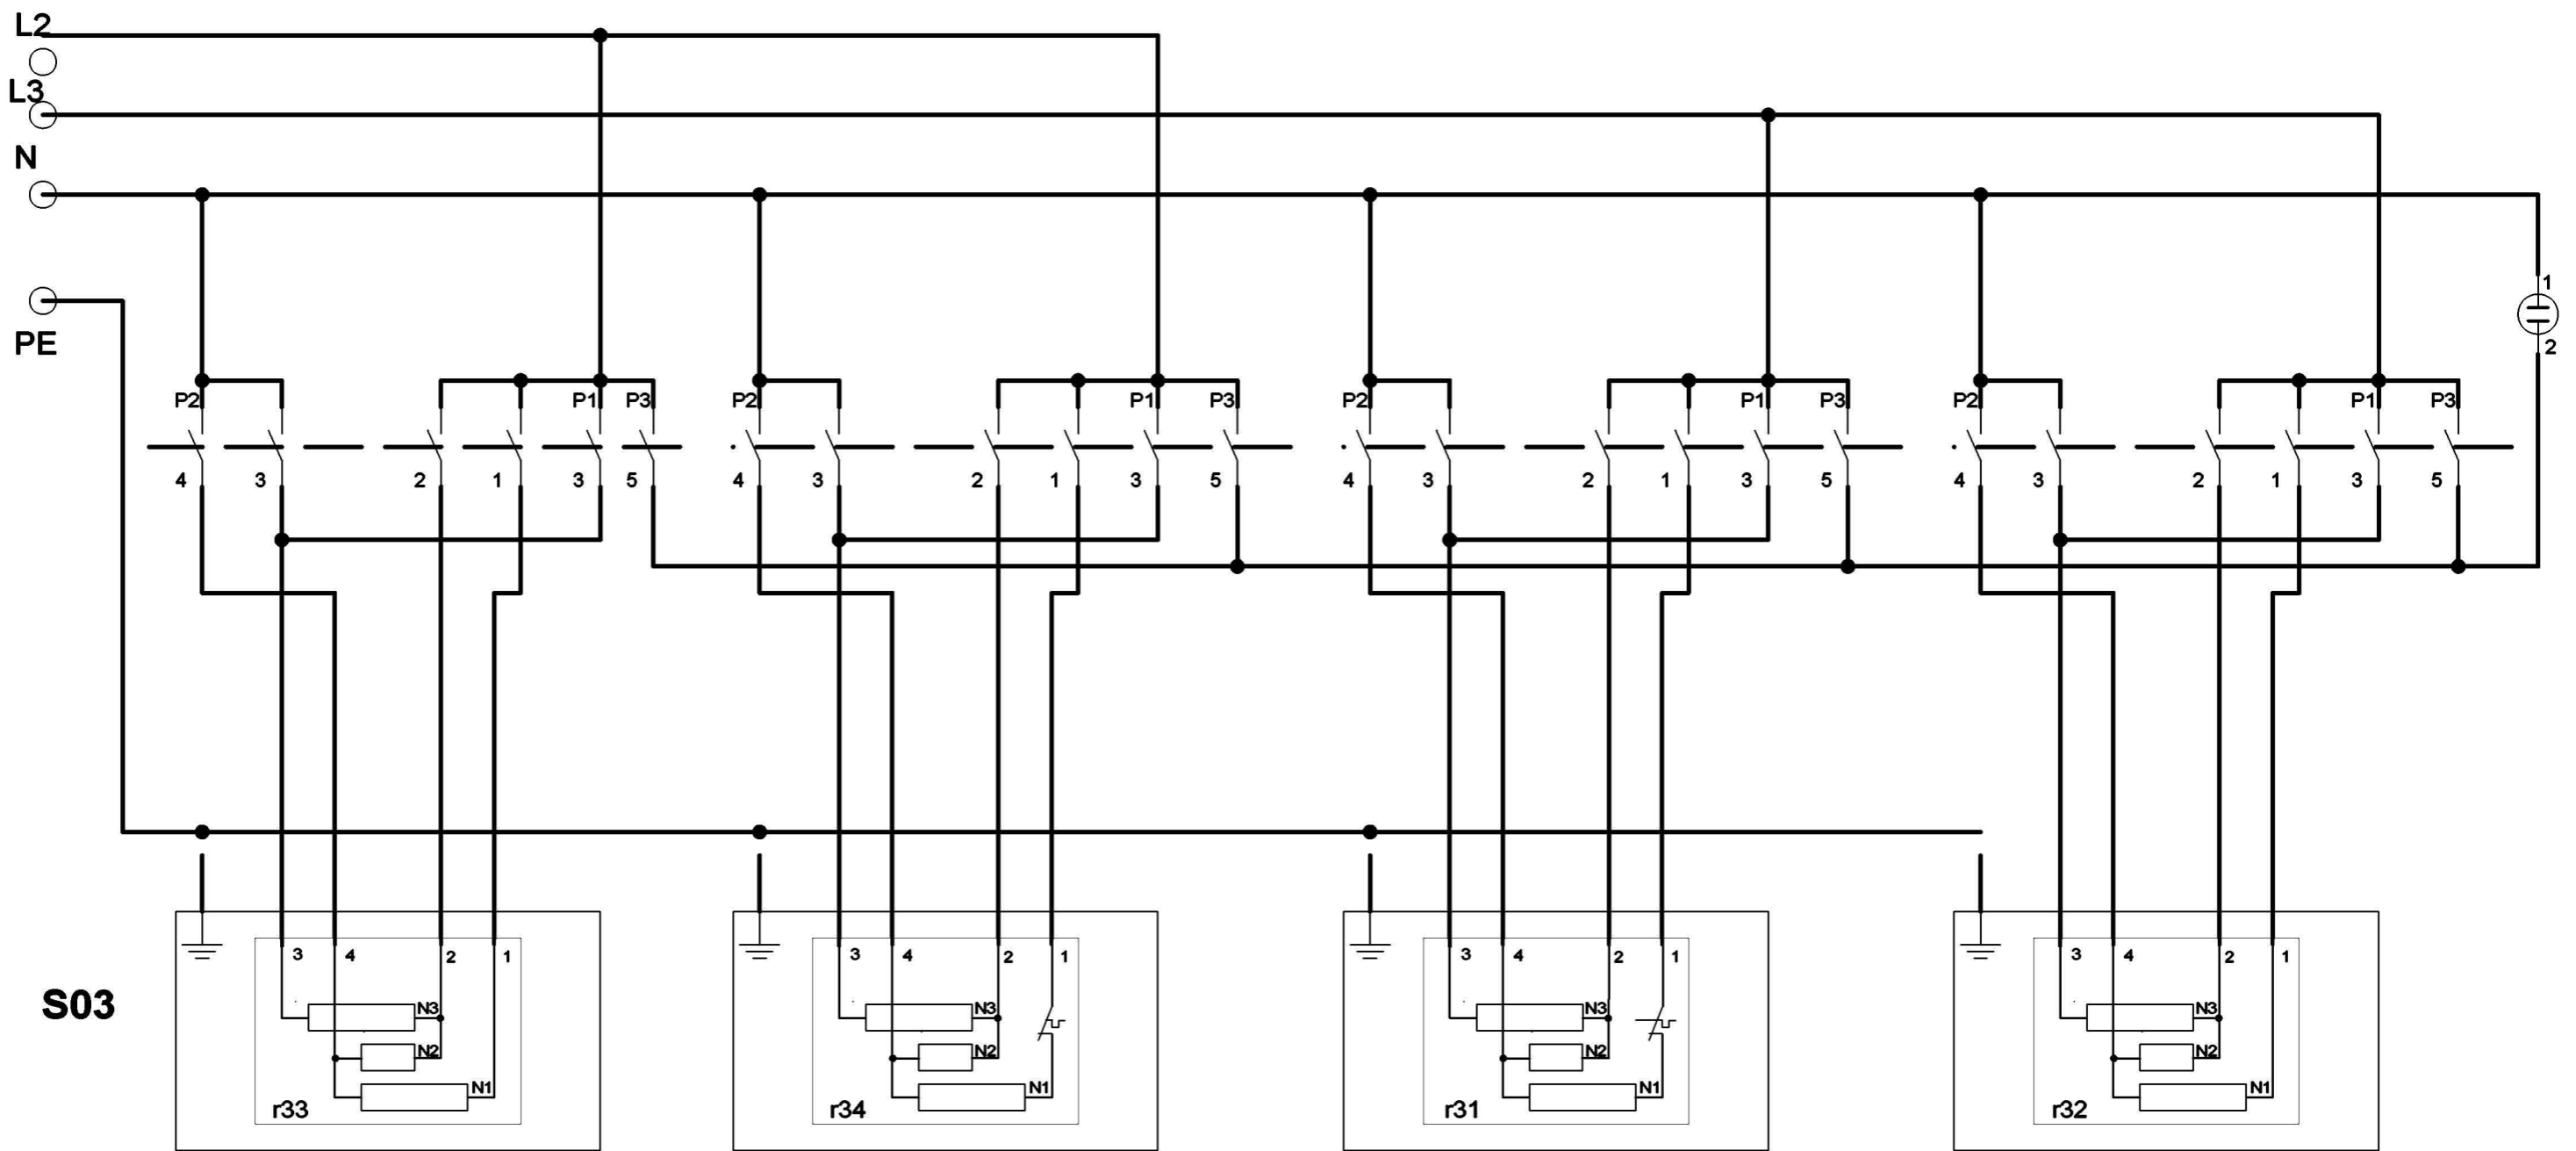 L2
L3
N
PE
1
2
P2 P1 P3 P2 P1 P3 P2 P1 P3 P2 P1 P3
4 3 2 1 3 5 4 3 2 1 3 5 4 3 2 1 3 5 4 3 2 1 3 5
3 4 2 1 3 4 2 1 3 4 2 1 3 4 2 1
S03
N3 N3 N3 N3
N2 N2 N2 N2
N1 N1 N1 N1
r33 r34 r31 r32